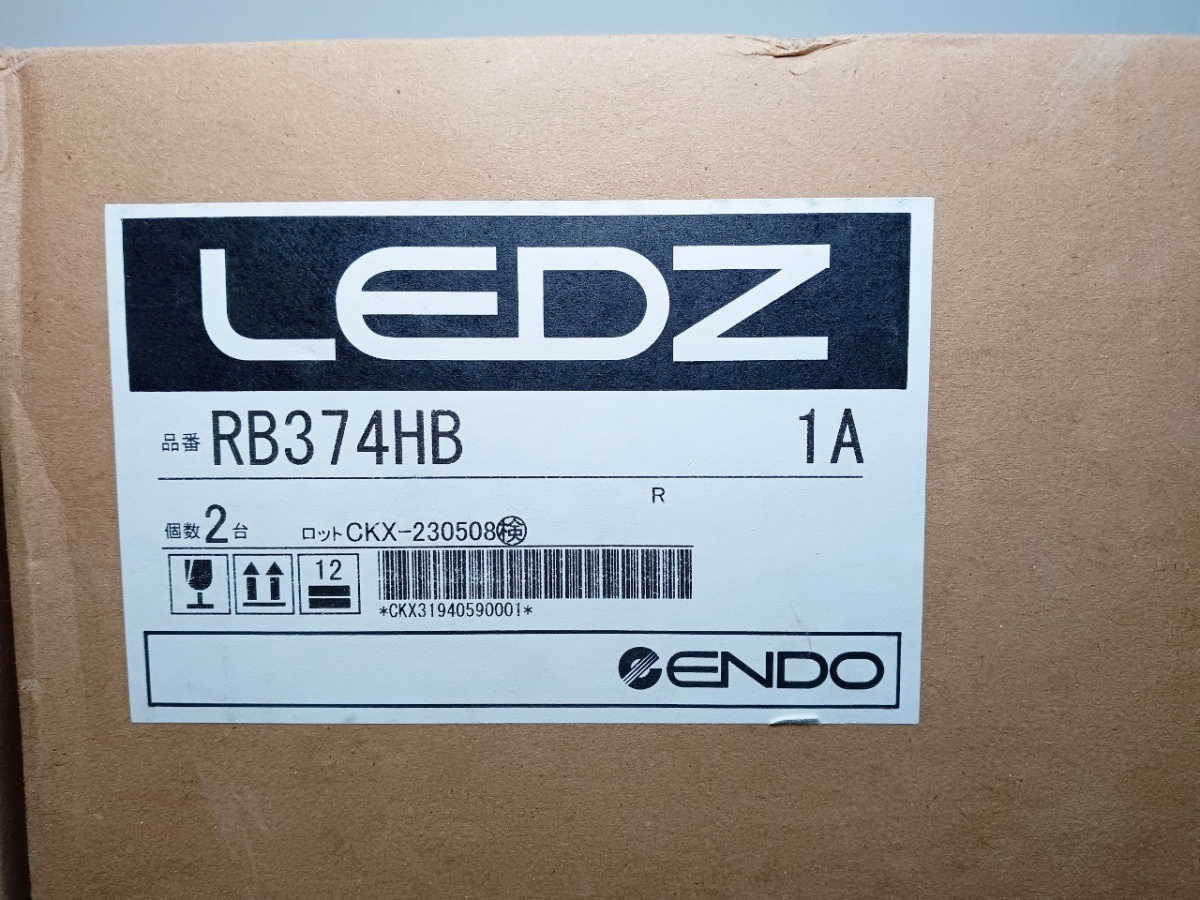 LEDZ
品番 RB374HB 1A
R
個数 2 台 ロット CKX-230508 検
12
*CKX31940590001*
ENDO